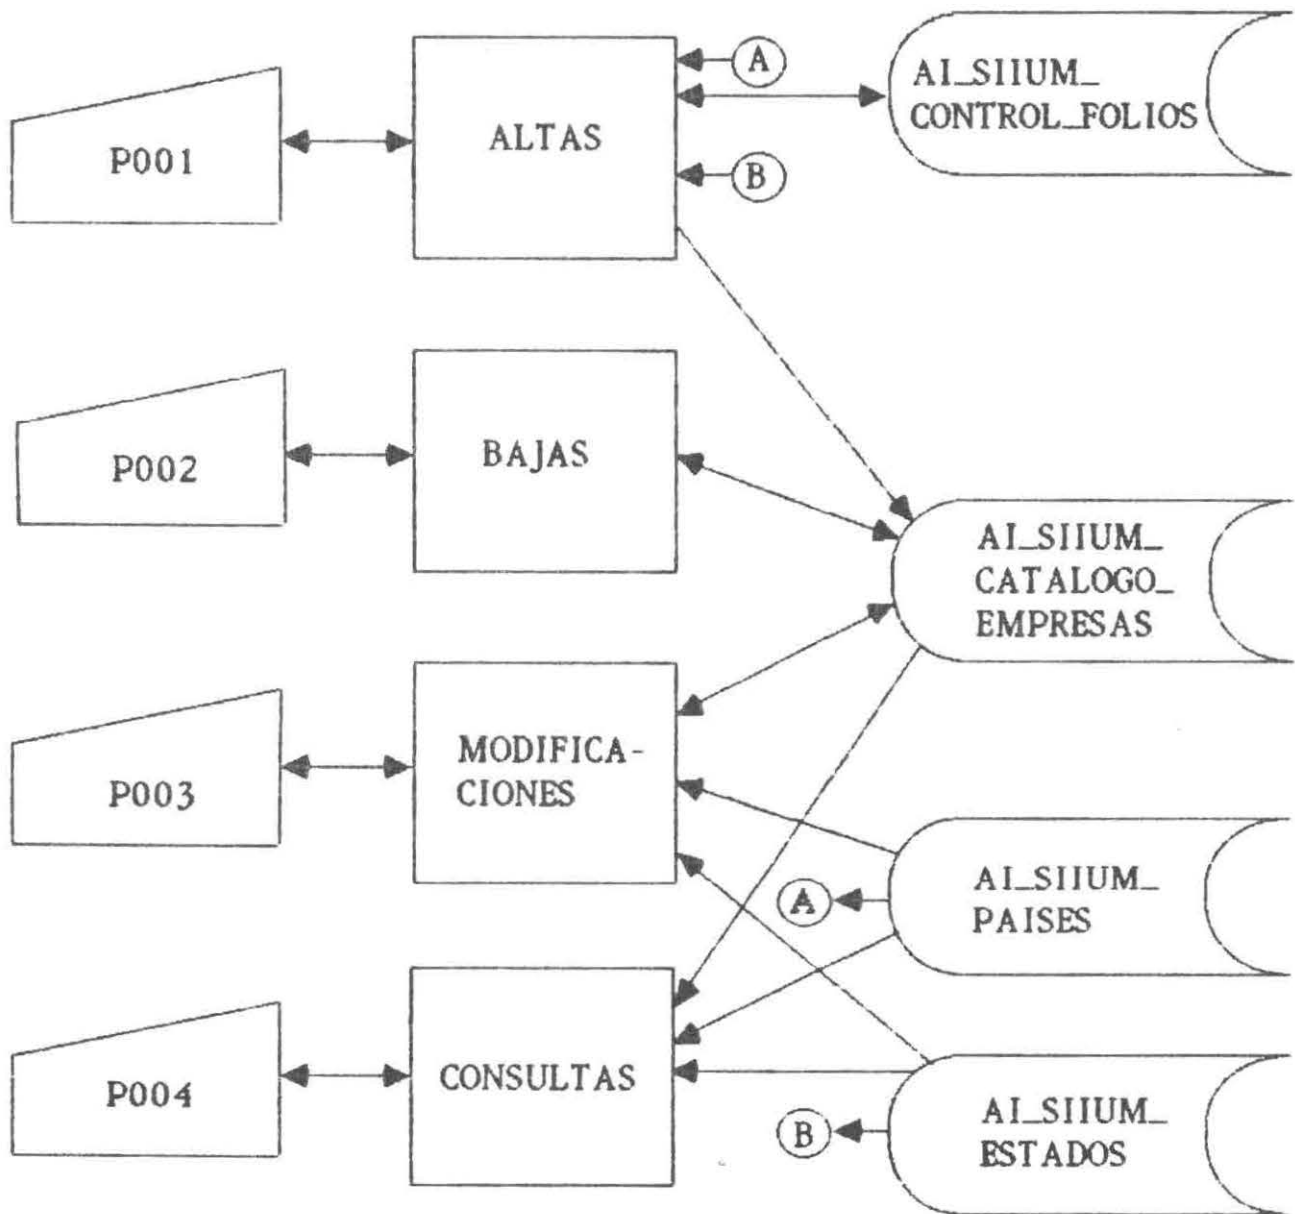 A
AI_SIIUM_
CONTROL_FOLIOS
P001
ALTAS
B
P002
BAJAS
AI_SIIUM_
CATALOGO_
EMPRESAS
P003
MODIFICA-
CIONES
A
AI_SIIUM_
PAISES
P004
CONSULTAS
B
AI_SIIUM_
ESTADOS